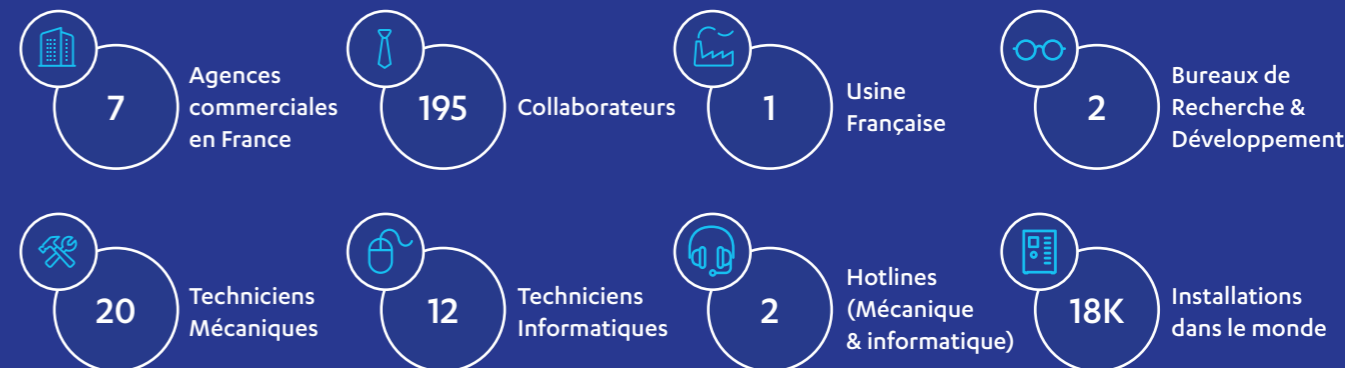 7
Agences
commerciales
en France
195
Collaborateurs
1
Usine
Française
2
Bureaux de
Recherche &
Développement
20
Techniciens
Mécaniques
12
Techniciens
Informatiques
2
Hotlines
(Mécanique
& informatique)
18K
Installations
dans le monde